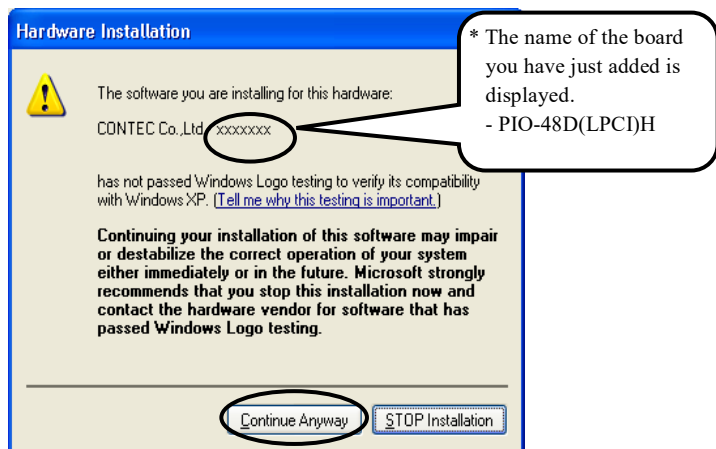 Hardware Installation
The software you are installing for this hardware:
CONTEC Co.,Ltd. xxxxxxx
has not passed Windows Logo testing to verify its compatibility
with Windows XP. (Tell me why this testing is important.)
Continuing your installation of this software may impair
or destabilize the correct operation of your system
either immediately or in the future. Microsoft strongly
recommends that you stop this installation now and
contact the hardware vendor for software that has
passed Windows Logo testing.
Continue Anyway
STOP Installation
* The name of the board
you have just added is
displayed.
- PIO-48D(LPCI)H